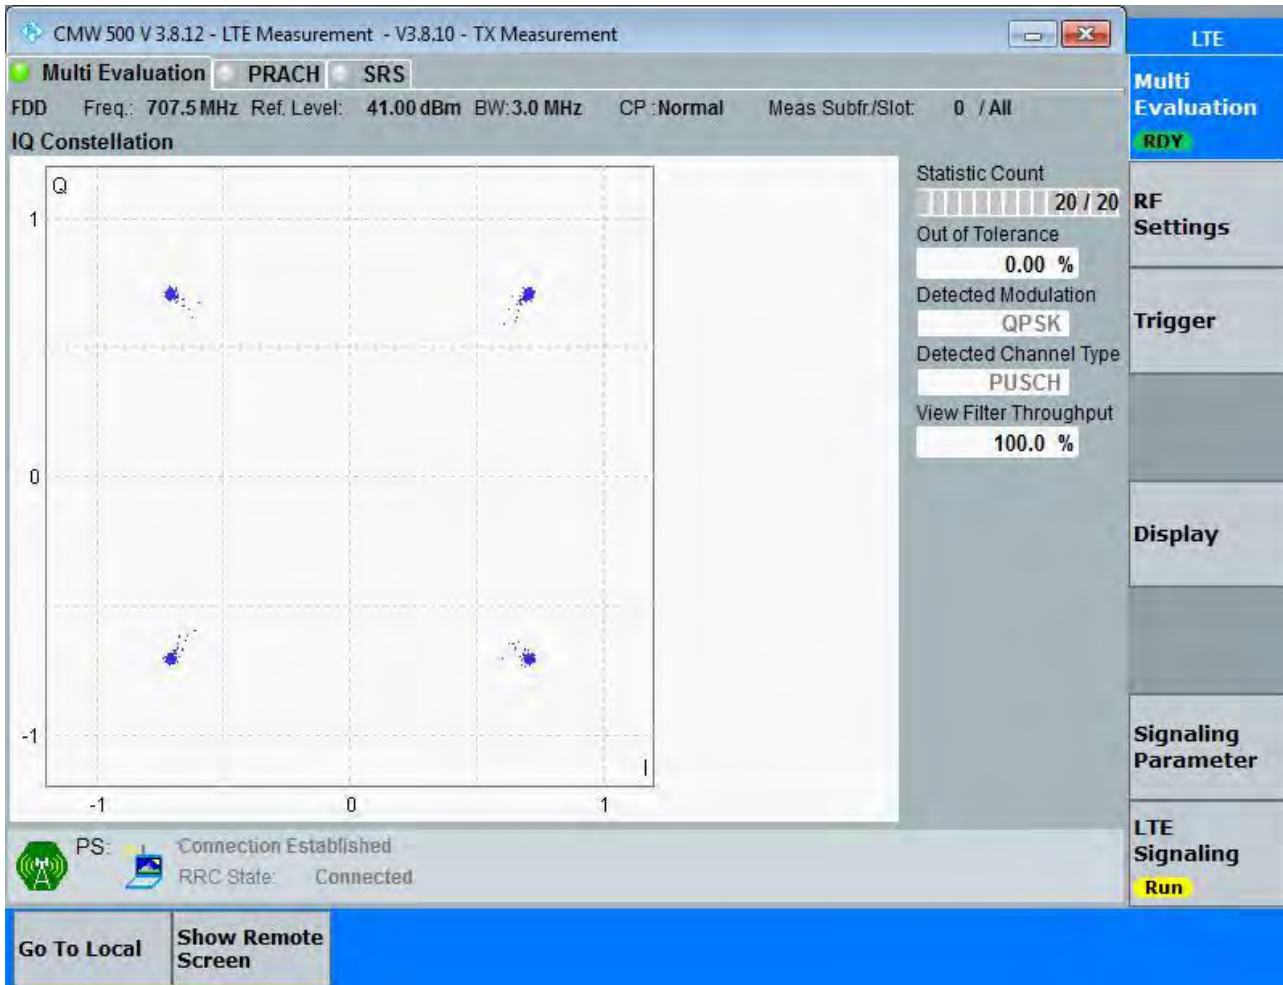 CMW 500 V 3.8.12 - LTE Measurement - V3.8.10 - TX Measurement
Multi Evaluation PRACH SRS
FDD Freq.: 707.5 MHz Ref. Level: 41.00 dBm BW:3.0 MHz CP :Normal Meas Subfr./Slot: 0 / All
IQ Constellation
Q
1
0
-1
-1 0 1
I
Statistic Count
20 / 20
Out of Tolerance
0.00 %
Detected Modulation
QPSK
Detected Channel Type
PUSCH
View Filter Throughput
100.0 %
PS: Connection Established
RRC State: Connected
LTE
Multi
Evaluation
RDY
RF
Settings
Trigger
Display
Signaling
Parameter
LTE
Signaling
Run
Go To Local
Show Remote
Screen